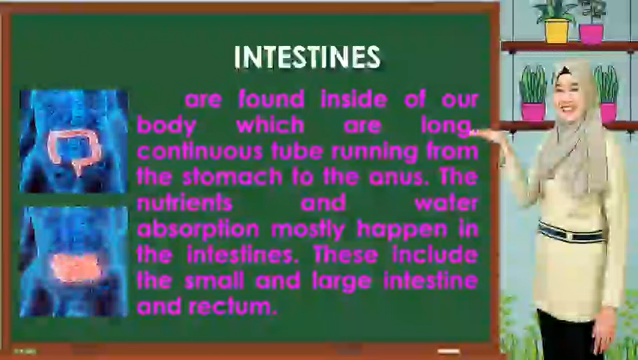 INTESTINES
are found inside of our
body which are long,
continuous tube running from
the stomach to the anus. The
nutrients and water
absorption mostly happen in
the intestines. These include
the small and large intestine
and rectum.